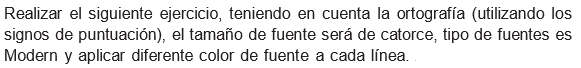 Realizar el siguiente ejercicio, teniendo en cuenta la ortografía (utilizando los
signos de puntuación), el tamaño de fuente será de catorce, tipo de fuentes es
Modern y aplicar diferente color de fuente a cada línea.